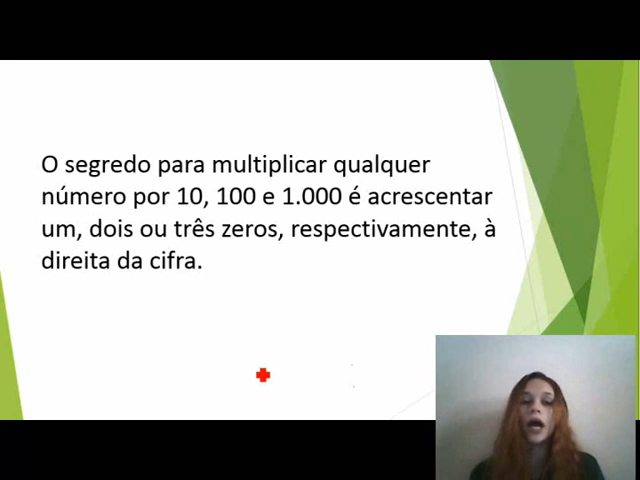 O segredo para multiplicar qualquer
número por 10, 100 e 1.000 é acrescentar
um, dois ou três zeros, respectivamente, à
direita da cifra.